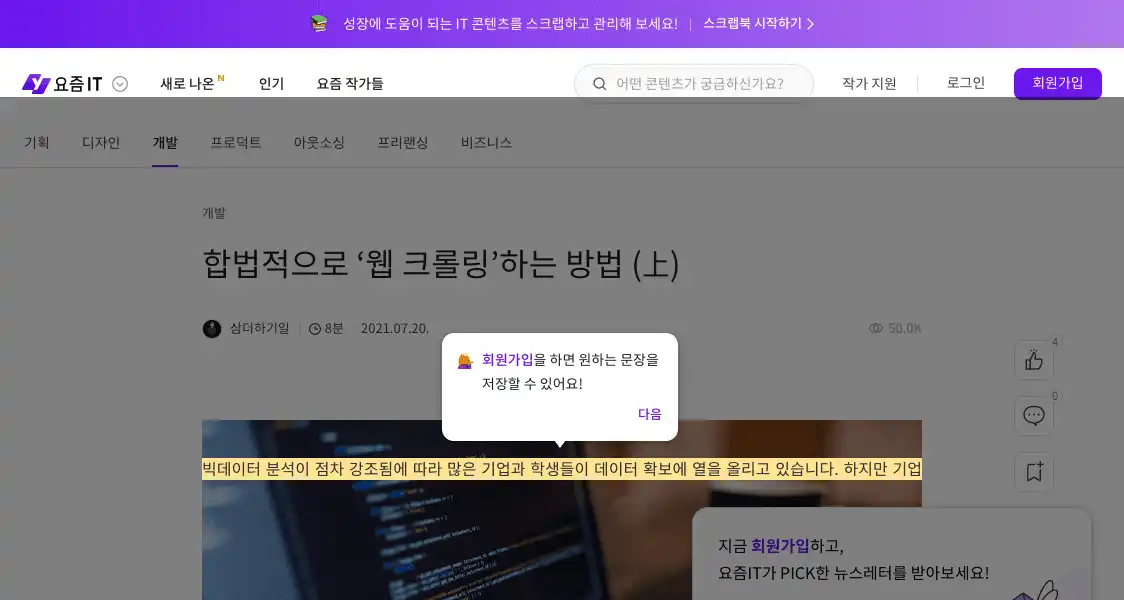 성장에 도움이 되는 IT 콘텐츠를 스크랩하고 관리해 보세요! | 스크랩북 시작하기
요즘IT 새로 나온 N 인기 요즘 작가들 어떤 콘텐츠가 궁금하신가요? 작가 지원 로그인 회원가입
기획 디자인 개발 프로덕트 아웃소싱 프리랜싱 비즈니스
개발
합법적으로 ‘웹 크롤링’하는 방법 (上)
삼더하기일 8분 2021.07.20. 50.0K
4
회원가입을 하면 원하는 문장을
저장할 수 있어요!
0
다음
빅데이터 분석이 점차 강조됨에 따라 많은 기업과 학생들이 데이터 확보에 열을 올리고 있습니다. 하지만 기업
지금 회원가입하고,
요즘IT가 PICK한 뉴스레터를 받아보세요!